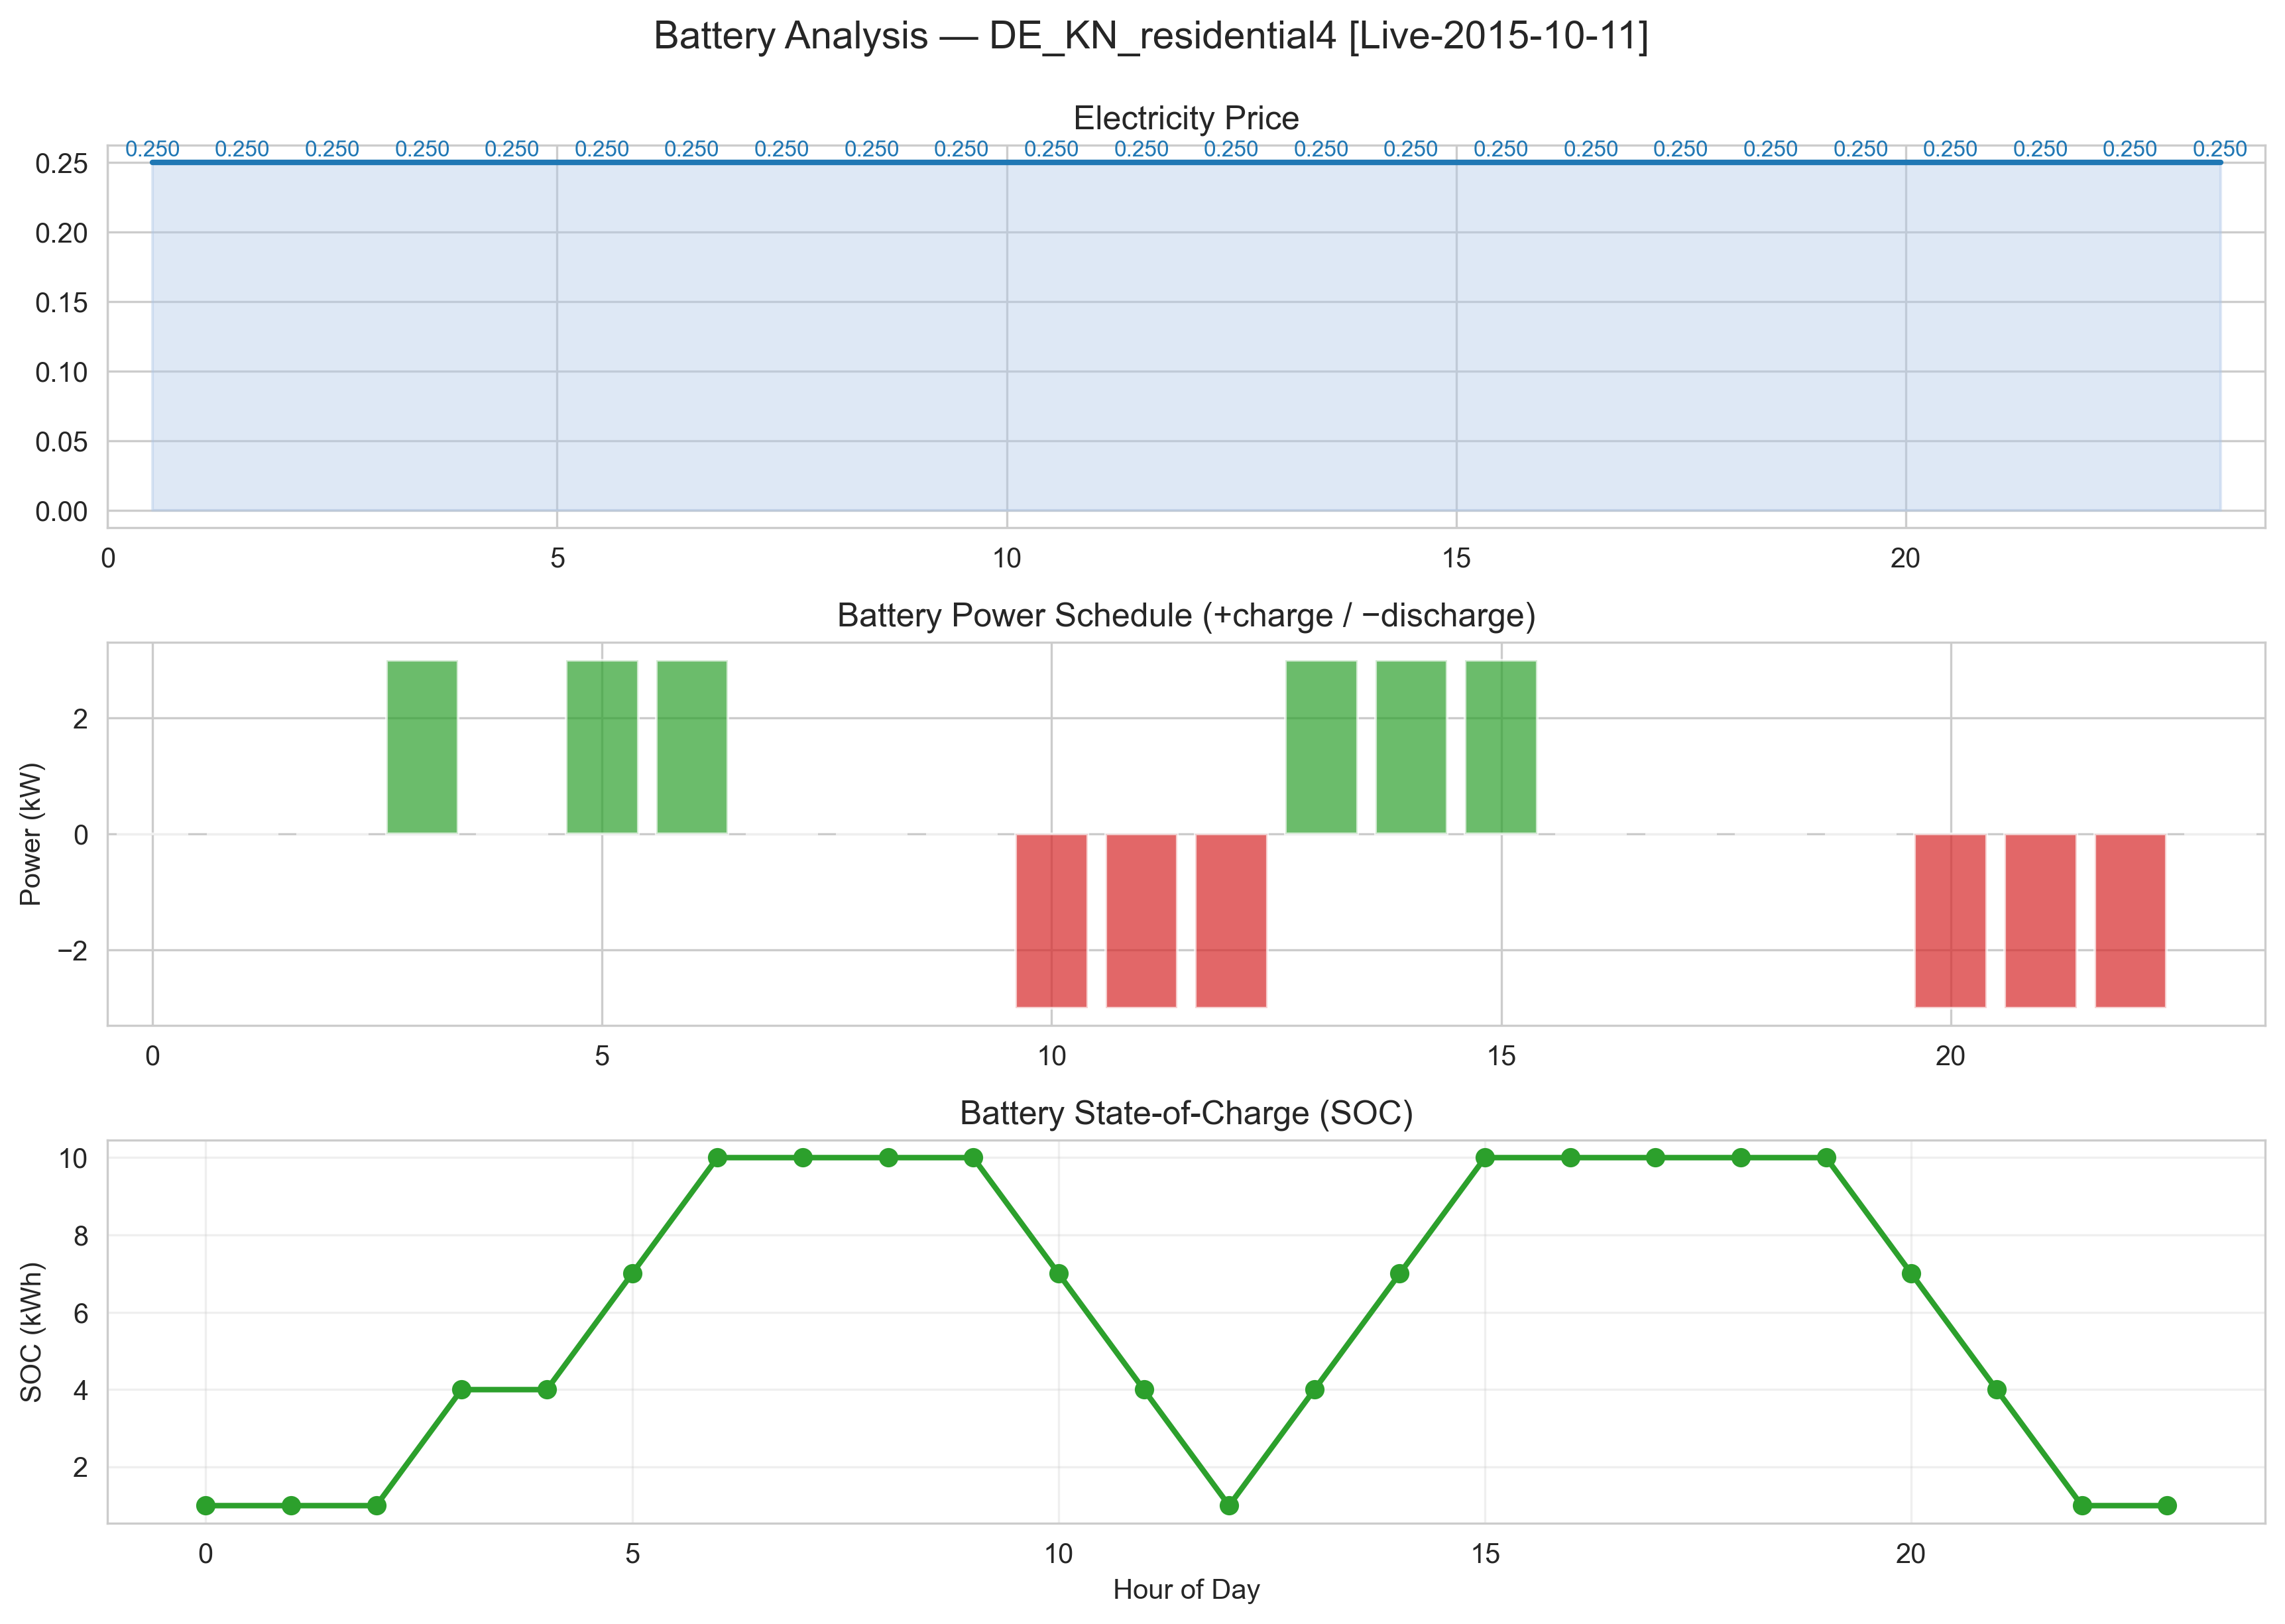 Battery Analysis — DE_KN_residential4 [Live-2015-10-11]
Electricity Price
0.250 0.250 0.250 0.250 0.250 0.250 0.250 0.250 0.250 0.250 0.250 0.250 0.250 0.250 0.250 0.250 0.250 0.250 0.250 0.250 0.250 0.250 0.250 0.250
0.25
0.20
0.15
0.10
0.05
0.00
0 5 10 15 20
Battery Power Schedule (+charge / −discharge)
Power (kW)
2
0
−2
0 5 10 15 20
Battery State-of-Charge (SOC)
SOC (kWh)
10
8
6
4
2
0 5 10 15 20
Hour of Day